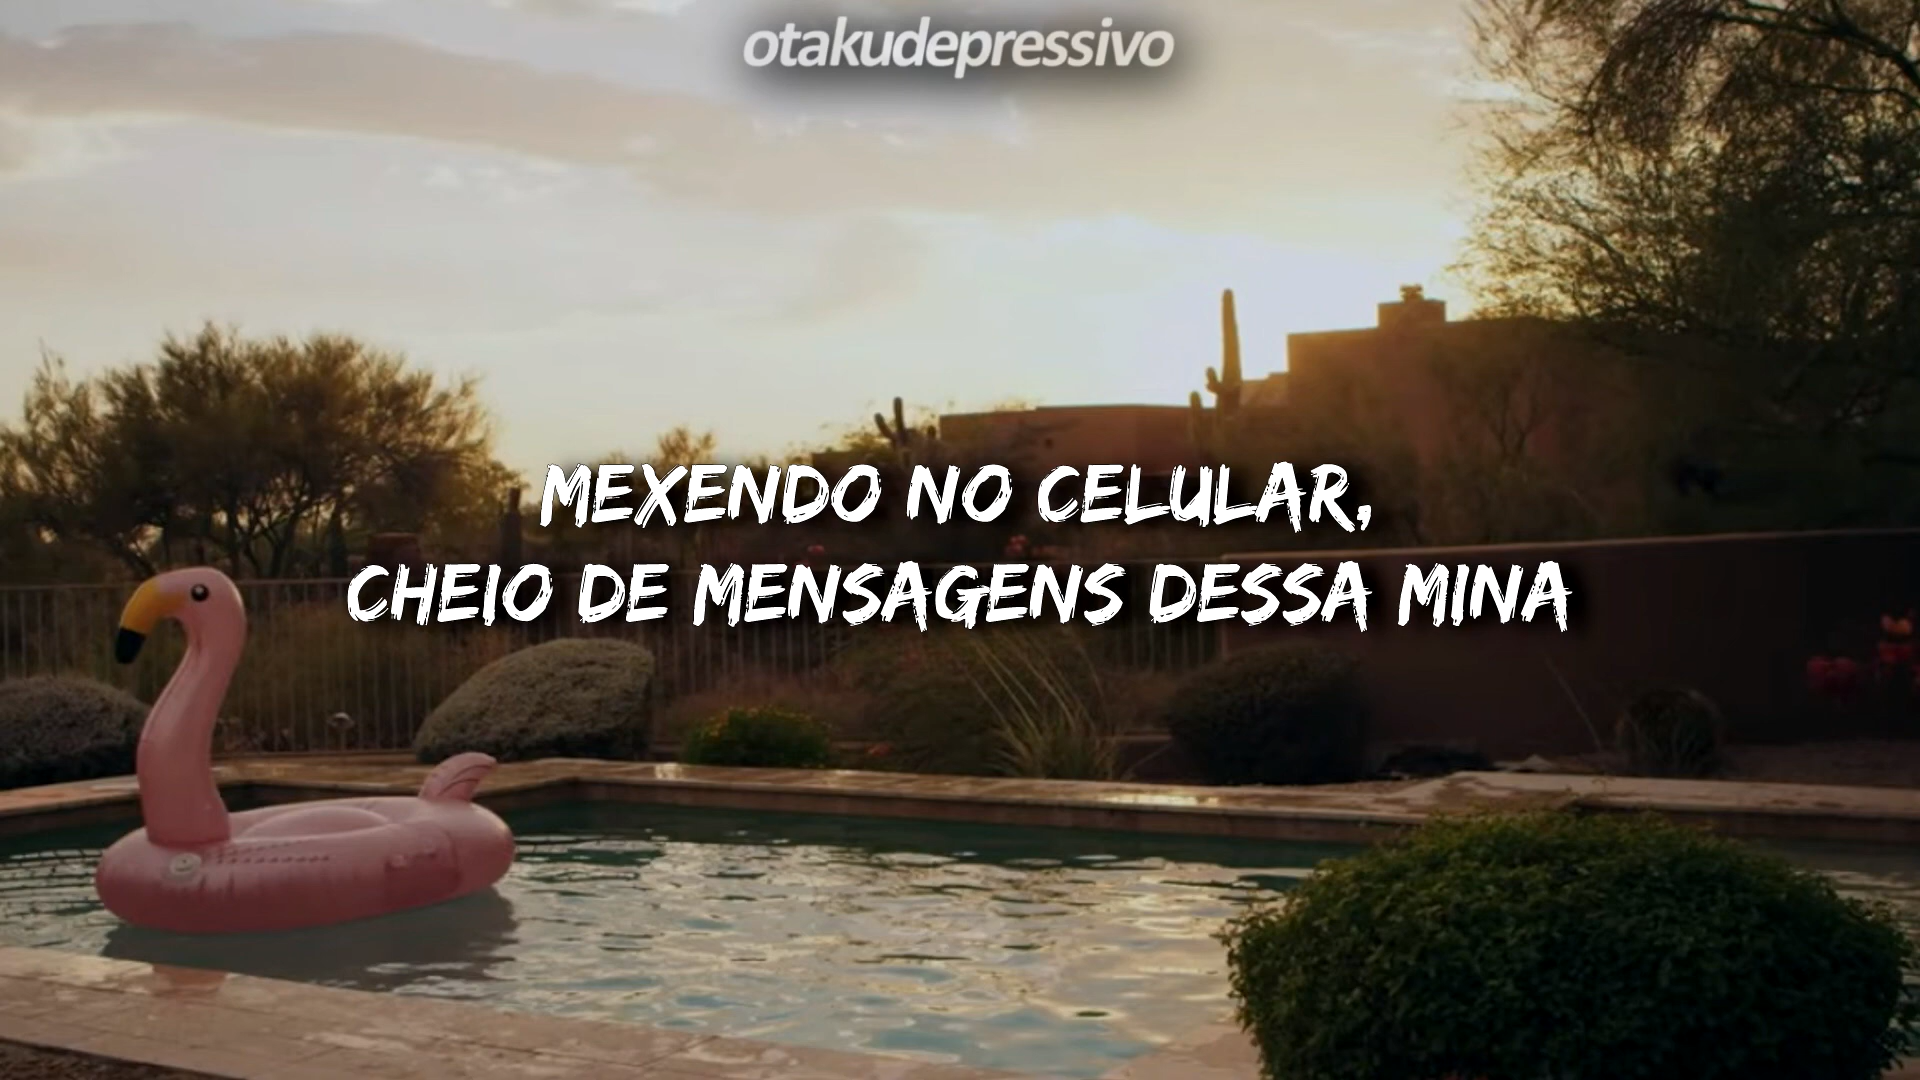 otakudepressivo
MEXENDO NO CELULAR,
CHEIO DE MENSAGENS DESSA MINA